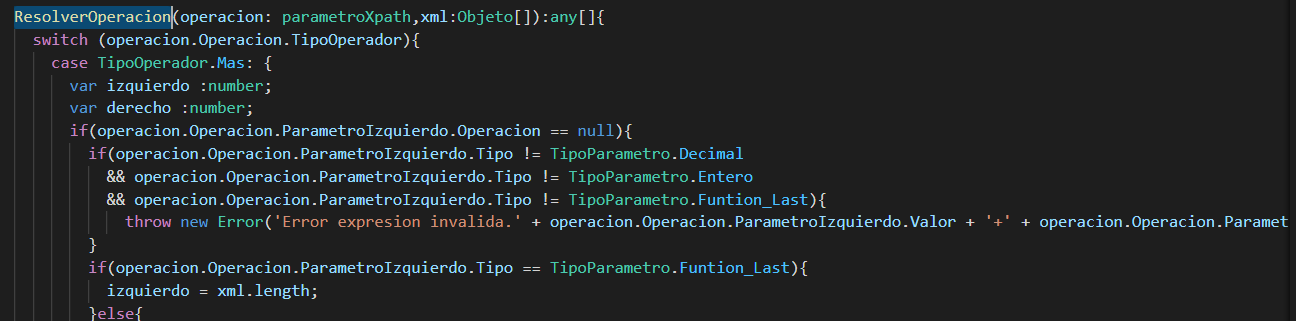 ResolverOperacion(operacion: parametroXpath,xml:Objeto[]):any[]{
switch (operacion.Operacion.TipoOperador){
case TipoOperador.Mas: {
var izquierdo :number;
var derecho :number;
if(operacion.Operacion.ParametroIzquierdo.Operacion == null){
if(operacion.Operacion.ParametroIzquierdo.Tipo != TipoParametro.Decimal
&& operacion.Operacion.ParametroIzquierdo.Tipo != TipoParametro.Entero
&& operacion.Operacion.ParametroIzquierdo.Tipo != TipoParametro.Funtion_Last){
throw new Error('Error expresion invalida.' + operacion.Operacion.ParametroIzquierdo.Valor + '+' + operacion.Operacion.Paramet
}
if(operacion.Operacion.ParametroIzquierdo.Tipo == TipoParametro.Funtion_Last){
izquierdo = xml.length;
}else{